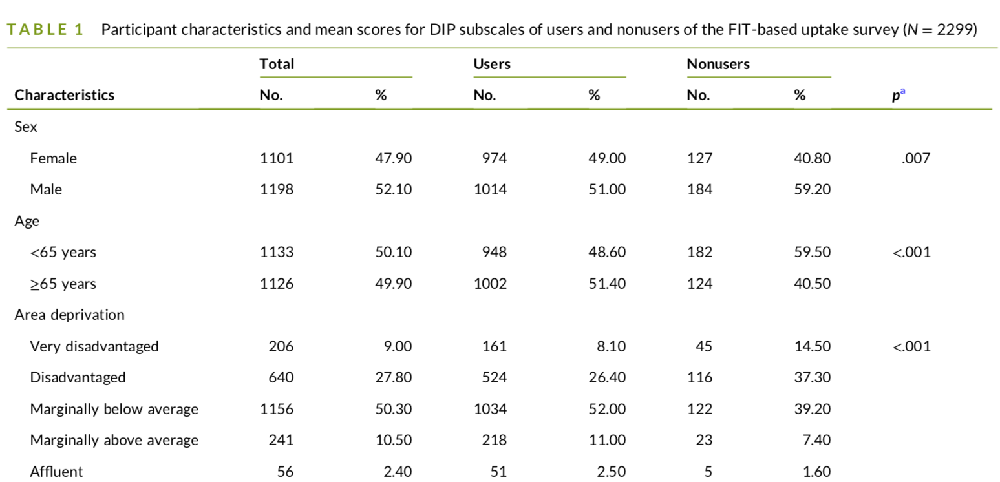 TABLE 1 Participant characteristics and mean scores for DIP subscales of users and nonusers of the FIT-based uptake survey (N = 2299)
Total Users Nonusers
Characteristics No. % No. % No. % pa
Sex
Female 1101 47.90 974 49.00 127 40.80 .007
Male 1198 52.10 1014 51.00 184 59.20
Age
<65 years 1133 50.10 948 48.60 182 59.50 <.001
≥65 years 1126 49.90 1002 51.40 124 40.50
Area deprivation
Very disadvantaged 206 9.00 161 8.10 45 14.50 <.001
Disadvantaged 640 27.80 524 26.40 116 37.30
Marginally below average 1156 50.30 1034 52.00 122 39.20
Marginally above average 241 10.50 218 11.00 23 7.40
Affluent 56 2.40 51 2.50 5 1.60